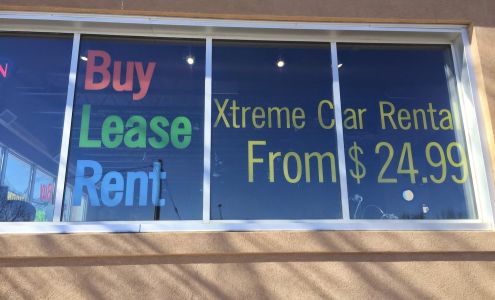 Buy
Lease
Rent
Xtreme Car Rental
From $24.99